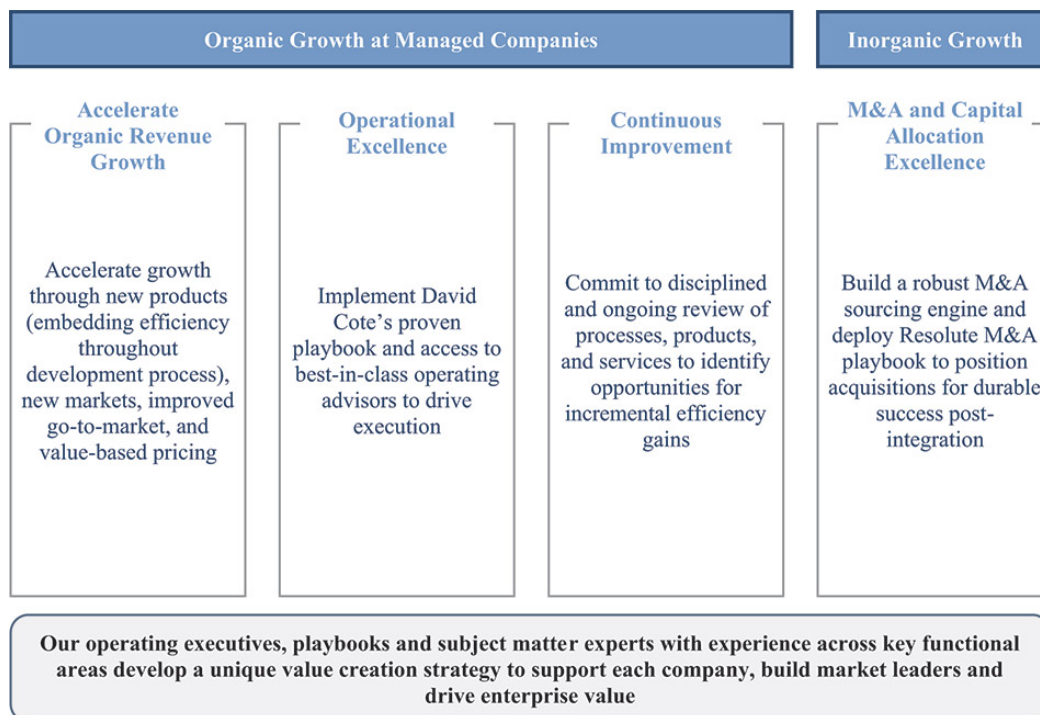 Organic Growth at Managed Companies
Inorganic Growth
Accelerate
Organic Revenue
Growth
Accelerate growth
through new products
(embedding efficiency
throughout
development process),
new markets, improved
go-to-market, and
value-based pricing
Operational
Excellence
Implement David
Cote’s proven
playbook and access to
best-in-class operating
advisors to drive
execution
Continuous
Improvement
Commit to disciplined
and ongoing review of
processes, products,
and services to identify
opportunities for
incremental efficiency
gains
M&A and Capital
Allocation
Excellence
Build a robust M&A
sourcing engine and
deploy Resolute M&A
playbook to position
acquisitions for durable
success post-
integration
Our operating executives, playbooks and subject matter experts with experience across key functional
areas develop a unique value creation strategy to support each company, build market leaders and
drive enterprise value